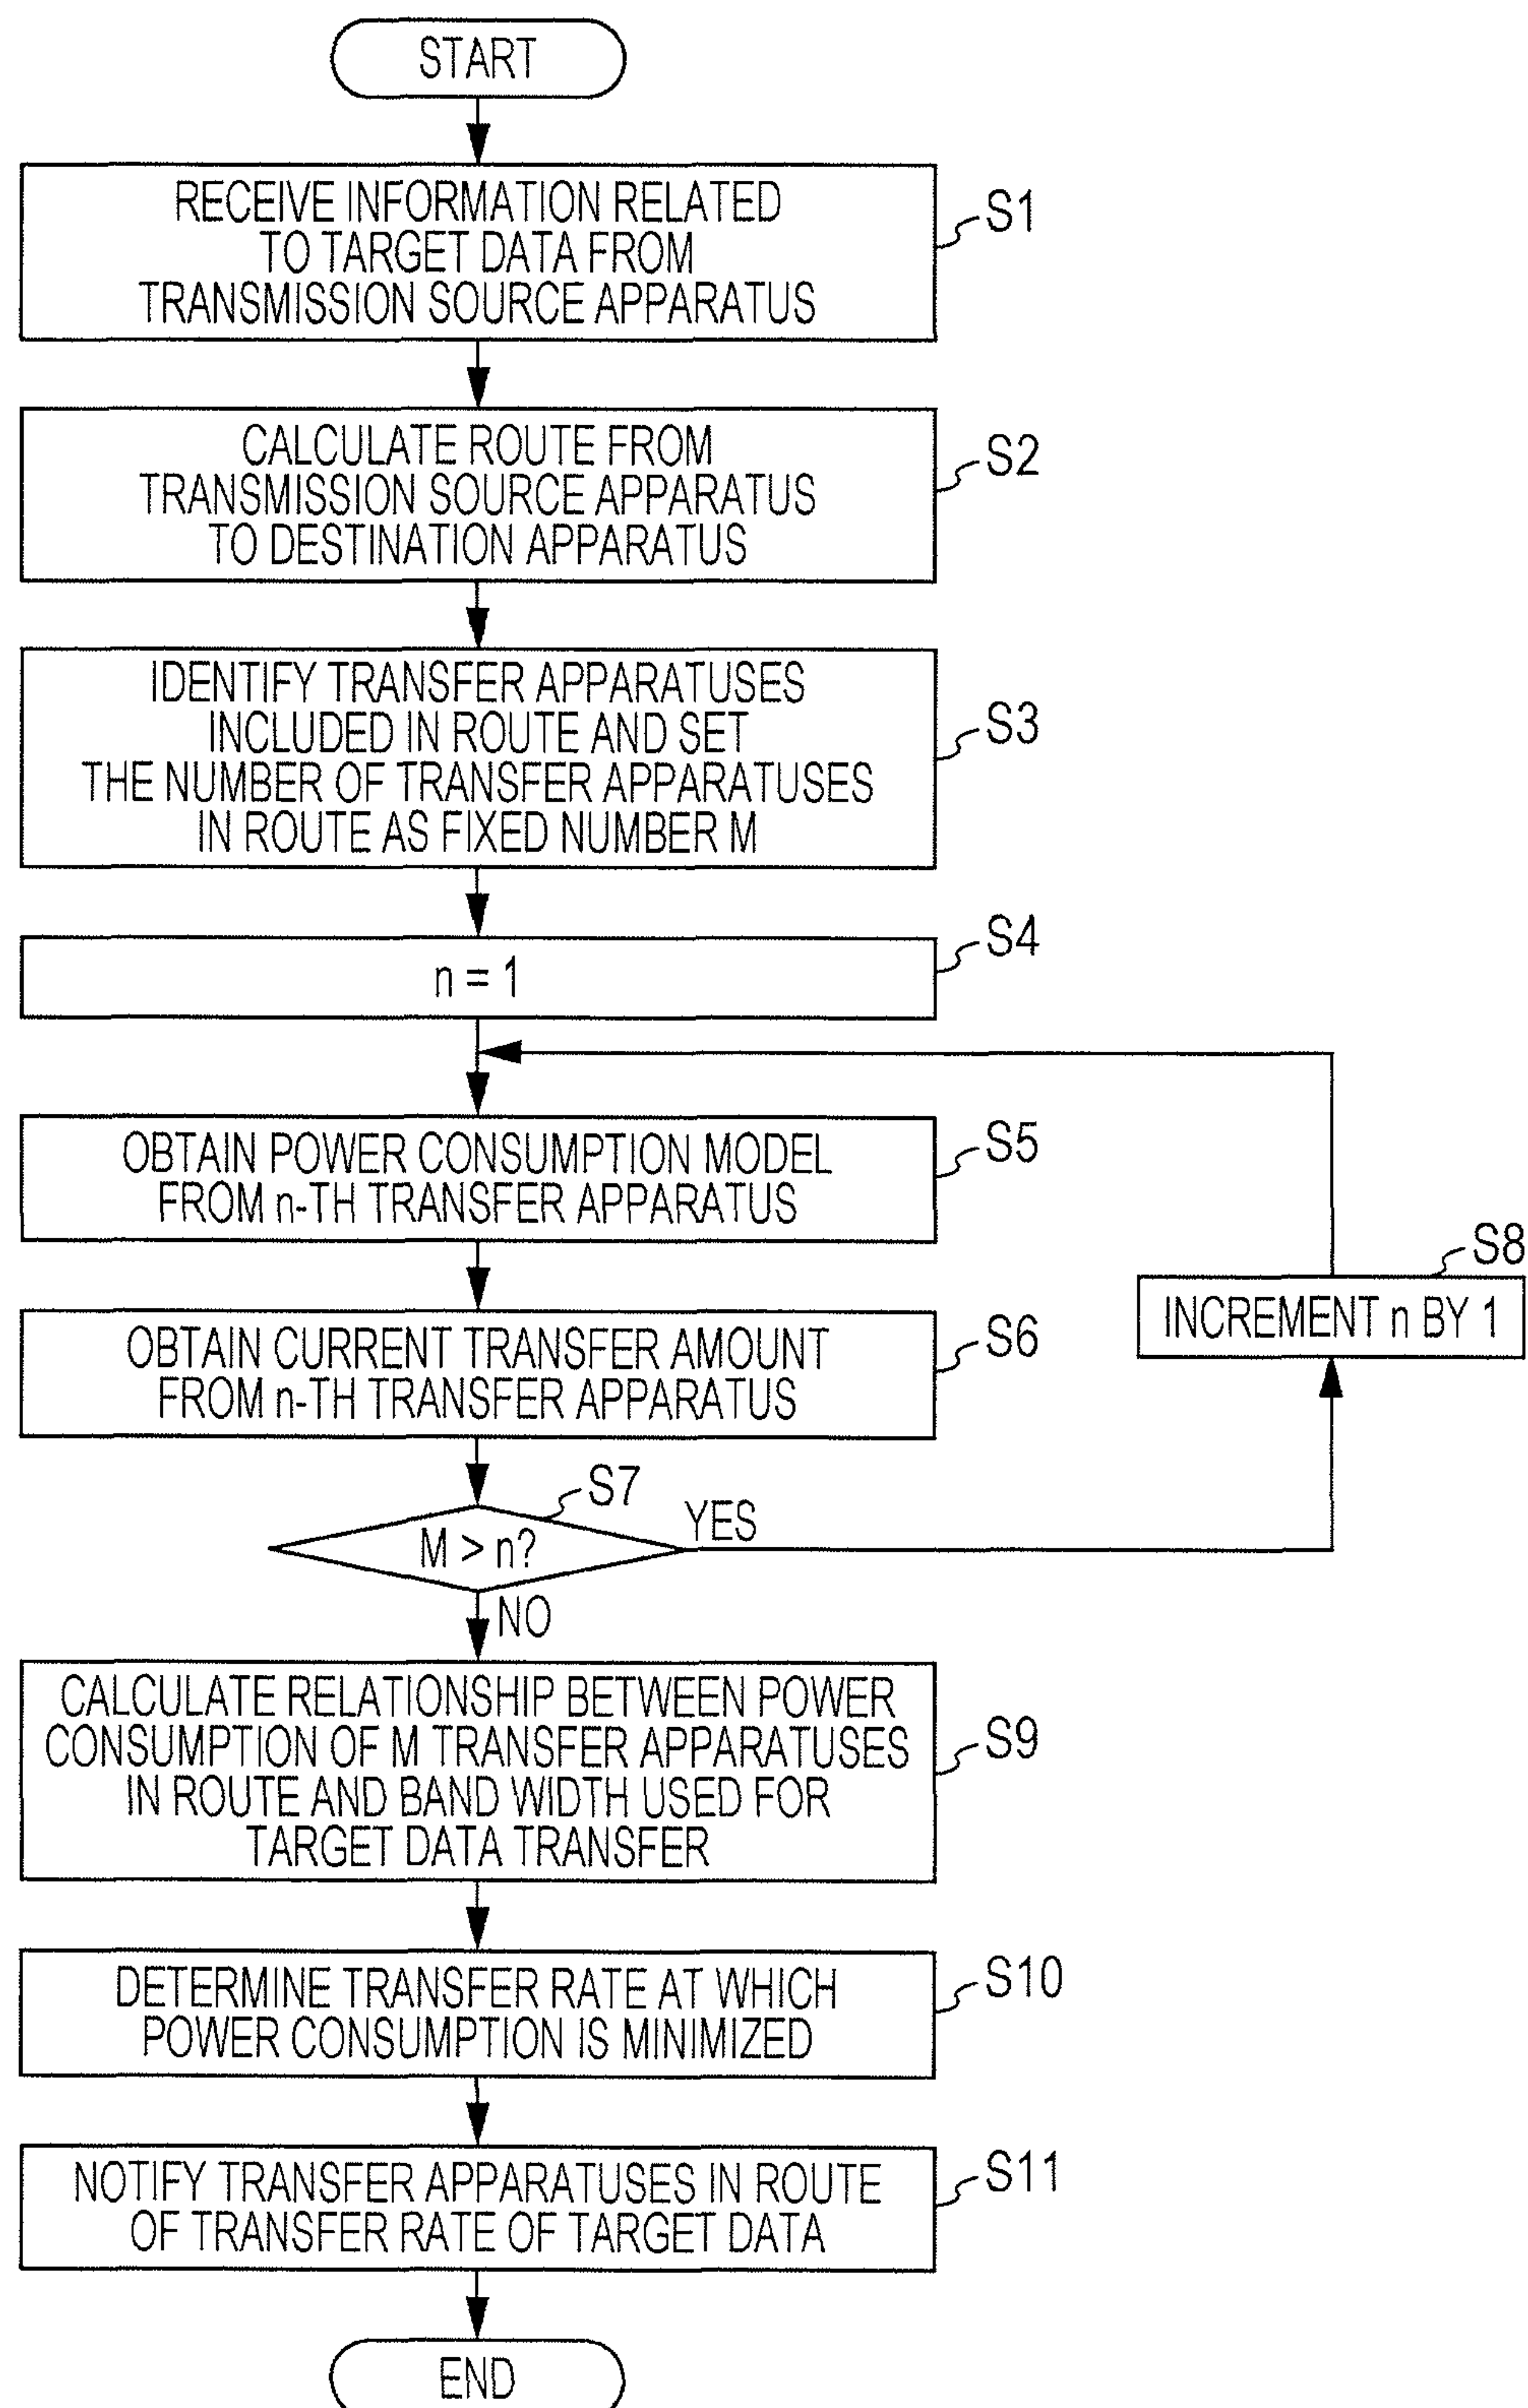 START
RECEIVE INFORMATION RELATED
TO TARGET DATA FROM
TRANSMISSION SOURCE APPARATUS
S1
CALCULATE ROUTE FROM
TRANSMISSION SOURCE APPARATUS
TO DESTINATION APPARATUS
S2
IDENTIFY TRANSFER APPARATUSES
INCLUDED IN ROUTE AND SET
THE NUMBER OF TRANSFER APPARATUSES
IN ROUTE AS FIXED NUMBER M
S3
n = 1
S4
OBTAIN POWER CONSUMPTION MODEL
FROM n-TH TRANSFER APPARATUS
S5
OBTAIN CURRENT TRANSFER AMOUNT
FROM n-TH TRANSFER APPARATUS
S6
S8
INCREMENT n BY 1
S7
M > n?
YES
NO
CALCULATE RELATIONSHIP BETWEEN POWER
CONSUMPTION OF M TRANSFER APPARATUSES
IN ROUTE AND BAND WIDTH USED FOR
TARGET DATA TRANSFER
S9
DETERMINE TRANSFER RATE AT WHICH
POWER CONSUMPTION IS MINIMIZED
S10
NOTIFY TRANSFER APPARATUSES IN ROUTE
OF TRANSFER RATE OF TARGET DATA
S11
END